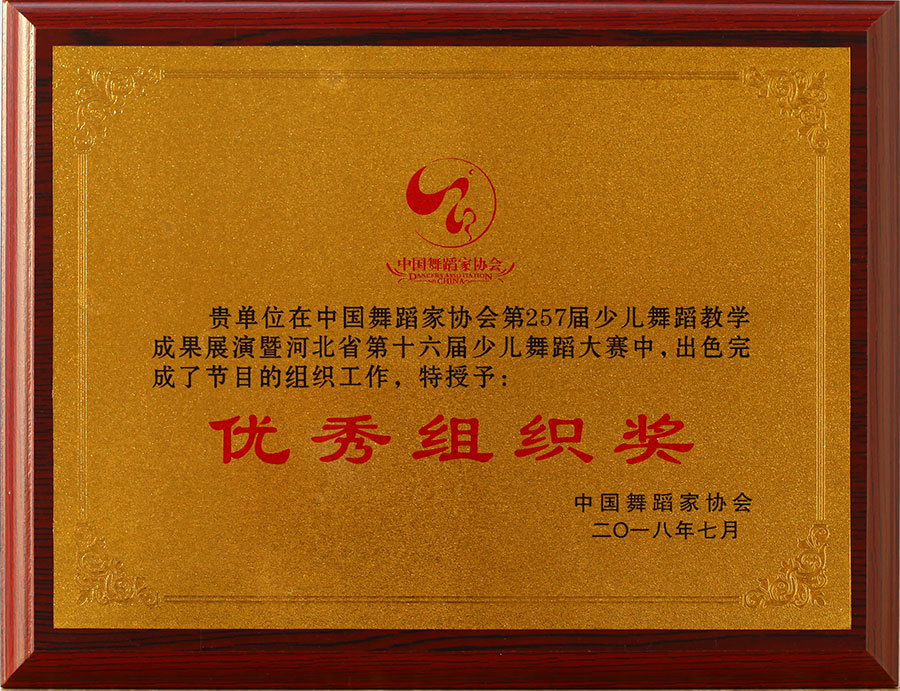 中国舞蹈家协会
DANCERS ASSOCIATION
CHINA
贵单位在中国舞蹈家协会第257届少儿舞蹈教学
成果展演暨河北省第十六届少儿舞蹈大赛中,出色完
成了节目的组织工作,特授予:
优秀组织奖
中国舞蹈家协会
二〇一八年七月